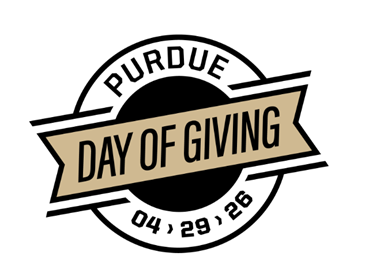 PURDUE
DAY OF GIVING
04 › 29 › 26